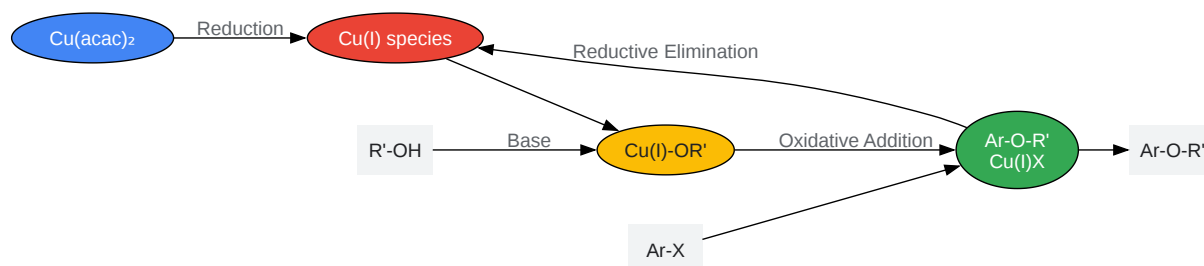 Cu(acac)₂
Reduction
Cu(I) species
Reductive Elimination
R'-OH
Base
Cu(I)-OR'
Oxidative Addition
Ar-O-R'
Cu(I)X
Ar-O-R'
Ar-X